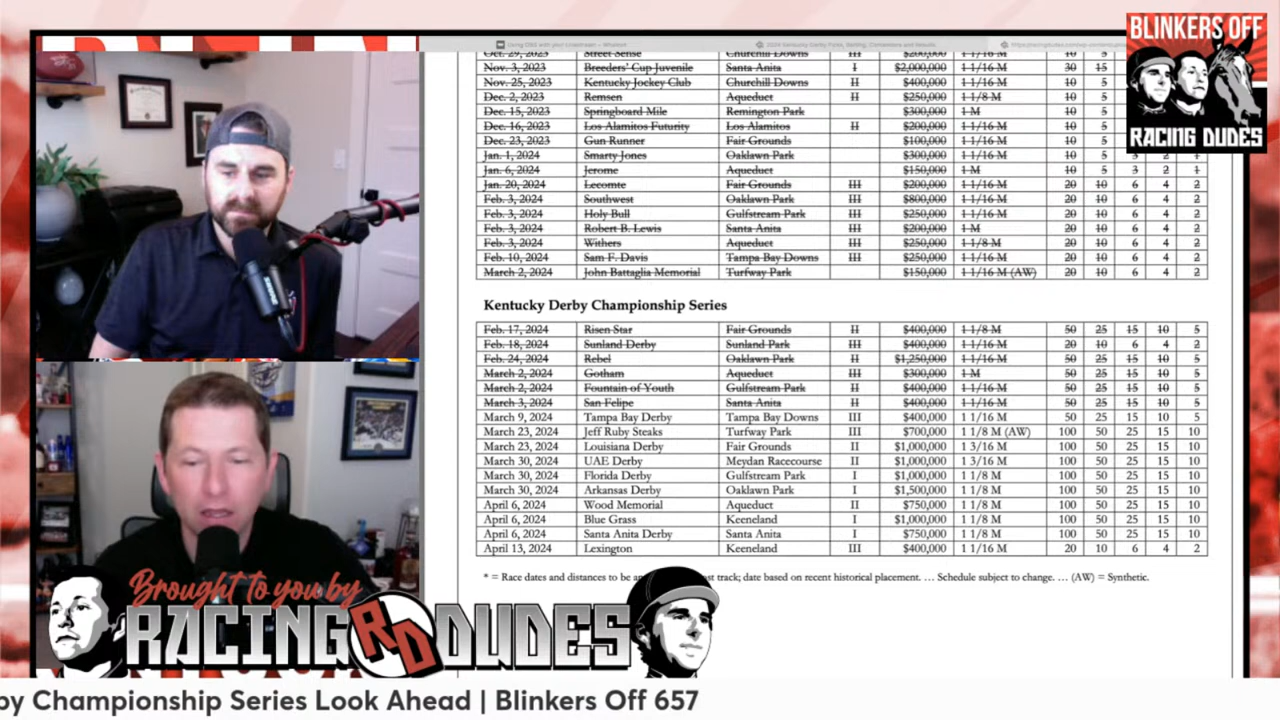 BLINKERS OFF
RACING DUDES
Oct. 29, 2023 Street Sense Churchill Downs III $200,000 1 1/16 M 10 5
Nov. 3, 2023 Breeders' Cup Juvenile Santa Anita I $2,000,000 1 1/16 M 30 15
Nov. 25, 2023 Kentucky Jockey Club Churchill Downs II $400,000 1 1/16 M 10 5
Dec. 2, 2023 Remsen Aqueduct II $250,000 1 1/8 M 10 5
Dec. 15, 2023 Springboard Mile Remington Park $300,000 1 M 10 5
Dec. 16, 2023 Los Alamitos Futurity Los Alamitos II $200,000 1 1/16 M 10 5
Dec. 23, 2023 Gun Runner Fair Grounds $100,000 1 1/16 M 10 5
Jan. 1, 2024 Smarty Jones Oaklawn Park $300,000 1 1/16 M 10 5 3 2 1
Jan. 6, 2024 Jerome Aqueduct $150,000 1 M 10 5 3 2 1
Jan. 20, 2024 Lecomte Fair Grounds III $200,000 1 1/16 M 20 10 6 4 2
Feb. 3, 2024 Southwest Oaklawn Park III $800,000 1 1/16 M 20 10 6 4 2
Feb. 3, 2024 Holy Bull Gulfstream Park III $250,000 1 1/16 M 20 10 6 4 2
Feb. 3, 2024 Robert B. Lewis Santa Anita III $200,000 1 M 20 10 6 4 2
Feb. 3, 2024 Withers Aqueduct III $250,000 1 1/8 M 20 10 6 4 2
Feb. 10, 2024 Sam F. Davis Tampa Bay Downs III $250,000 1 1/16 M 20 10 6 4 2
March 2, 2024 John Battaglia Memorial Turfway Park $150,000 1 1/16 M (AW) 20 10 6 4 2
Kentucky Derby Championship Series
Feb. 17, 2024 Risen Star Fair Grounds II $400,000 1 1/8 M 50 25 15 10 5
Feb. 18, 2024 Sunland Derby Sunland Park III $400,000 1 1/16 M 20 10 6 4 2
Feb. 24, 2024 Rebel Oaklawn Park II $1,250,000 1 1/16 M 50 25 15 10 5
March 2, 2024 Gotham Aqueduct III $300,000 1 M 50 25 15 10 5
March 2, 2024 Fountain of Youth Gulfstream Park II $400,000 1 1/16 M 50 25 15 10 5
March 3, 2024 San Felipe Santa Anita II $400,000 1 1/16 M 50 25 15 10 5
March 9, 2024 Tampa Bay Derby Tampa Bay Downs III $400,000 1 1/16 M 50 25 15 10 5
March 23, 2024 Jeff Ruby Steaks Turfway Park III $700,000 1 1/8 M (AW) 100 50 25 15 10
March 23, 2024 Louisiana Derby Fair Grounds II $1,000,000 1 3/16 M 100 50 25 15 10
March 30, 2024 UAE Derby Meydan Racecourse II $1,000,000 1 3/16 M 100 50 25 15 10
March 30, 2024 Florida Derby Gulfstream Park I $1,000,000 1 1/8 M 100 50 25 15 10
March 30, 2024 Arkansas Derby Oaklawn Park I $1,500,000 1 1/8 M 100 50 25 15 10
April 6, 2024 Wood Memorial Aqueduct II $750,000 1 1/8 M 100 50 25 15 10
April 6, 2024 Blue Grass Keeneland I $1,000,000 1 1/8 M 100 50 25 15 10
April 6, 2024 Santa Anita Derby Santa Anita I $750,000 1 1/8 M 100 50 25 15 10
April 13, 2024 Lexington Keeneland III $400,000 1 1/16 M 20 10 6 4 2
* = Race dates and distances to be an st track; date based on recent historical placement. … Schedule subject to change. … (AW) = Synthetic.
Brought to you by
RACING RD DUDES
by Championship Series Look Ahead | Blinkers Off 657